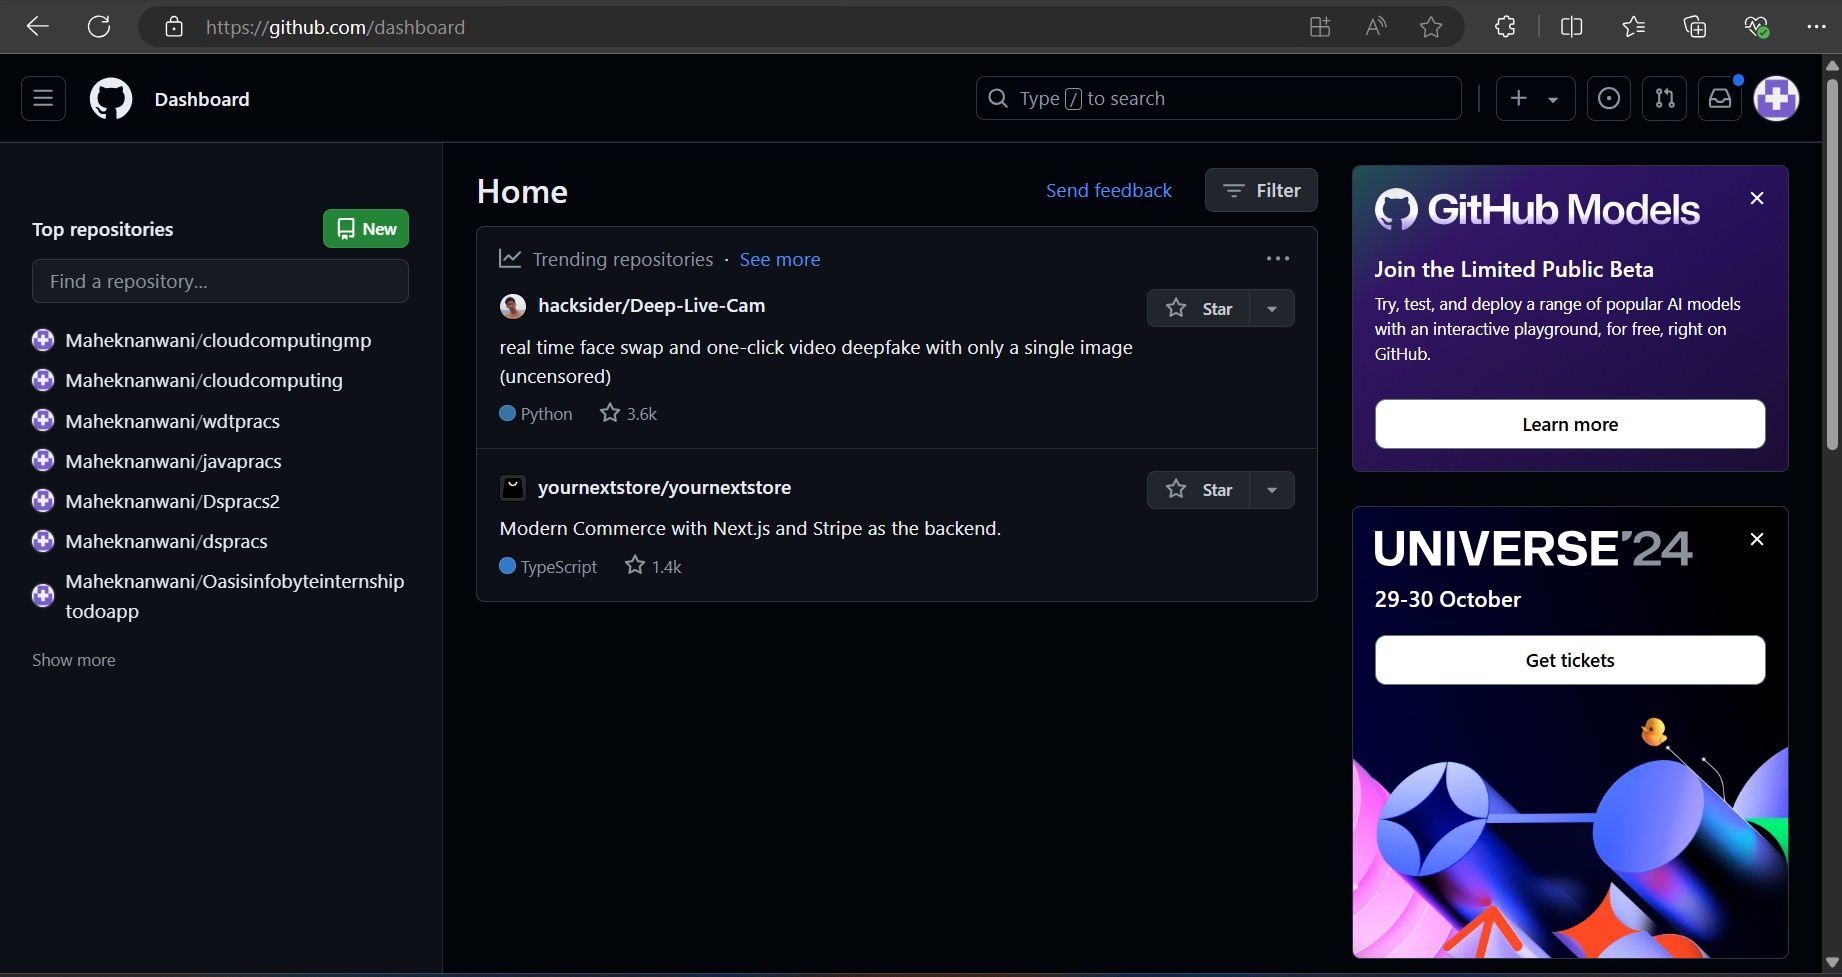 https://github.com/dashboard
Dashboard
Type / to search
Top repositories
New
Find a repository...
Maheknanwani/cloudcomputingmp
Maheknanwani/cloudcomputing
Maheknanwani/wdtpracs
Maheknanwani/javapracs
Maheknanwani/Dspracs2
Maheknanwani/dspracs
Maheknanwani/Oasisinfobyteinternship
todoapp
Show more
Home
Send feedback
Filter
Trending repositories · See more
hacksider/Deep-Live-Cam
Star
real time face swap and one-click video deepfake with only a single image
(uncensored)
Python
3.6k
yournextstore/yournextstore
Star
Modern Commerce with Next.js and Stripe as the backend.
TypeScript
1.4k
GitHub Models
Join the Limited Public Beta
Try, test, and deploy a range of popular AI models
with an interactive playground, for free, right on
GitHub.
Learn more
UNIVERSE'24
29-30 October
Get tickets